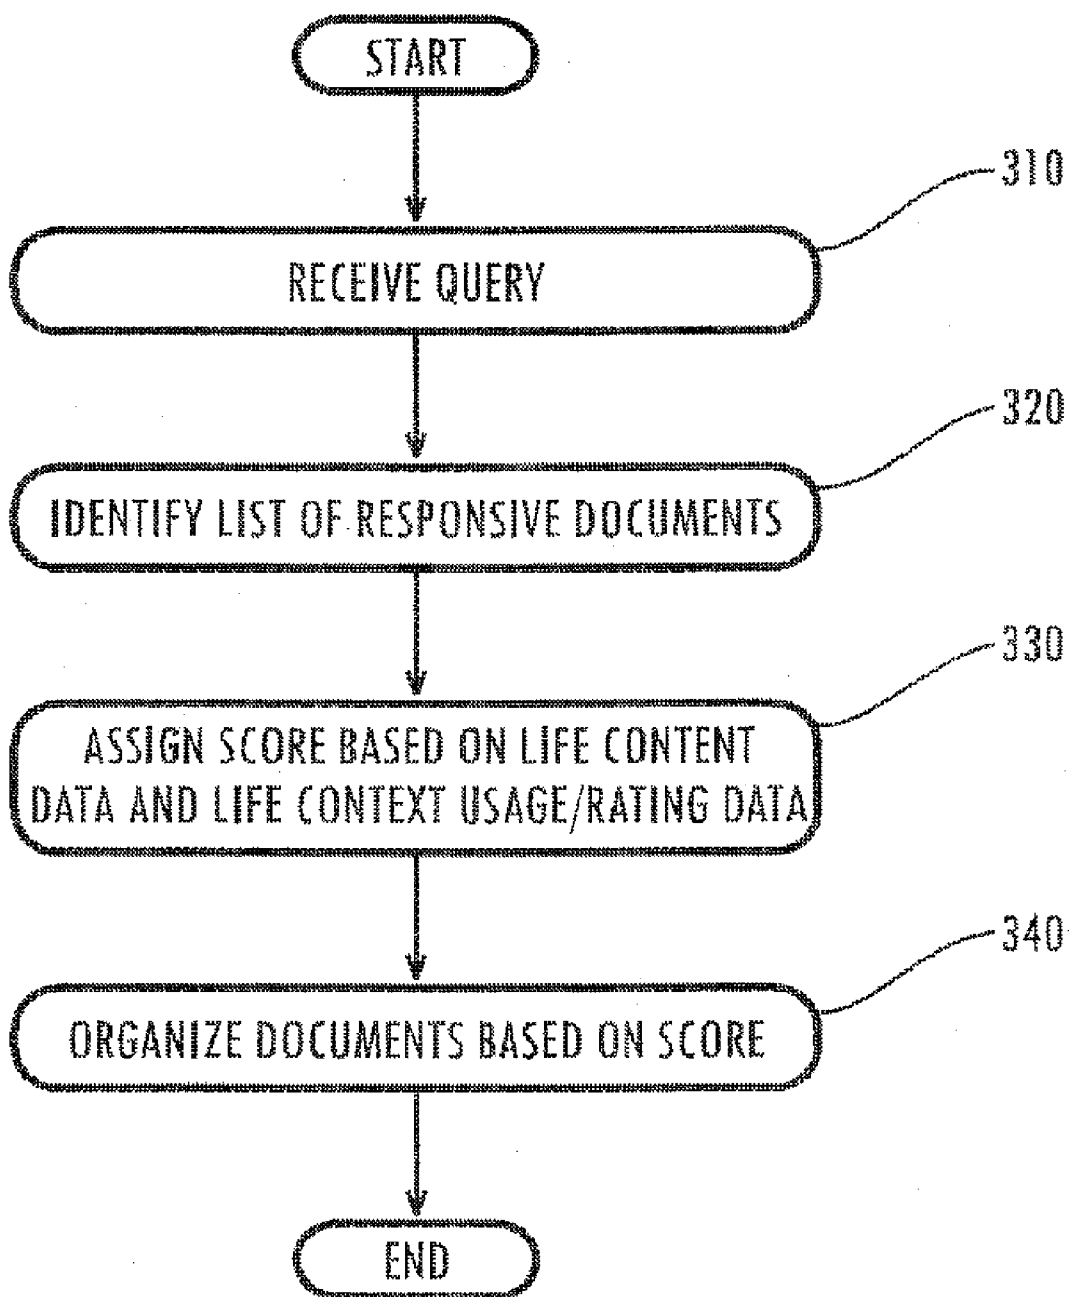 START
310
RECEIVE QUERY
320
IDENTIFY LIST OF RESPONSIVE DOCUMENTS
330
ASSIGN SCORE BASED ON LIFE CONTENT
DATA AND LIFE CONTEXT USAGE/RATING DATA
340
ORGANIZE DOCUMENTS BASED ON SCORE
END